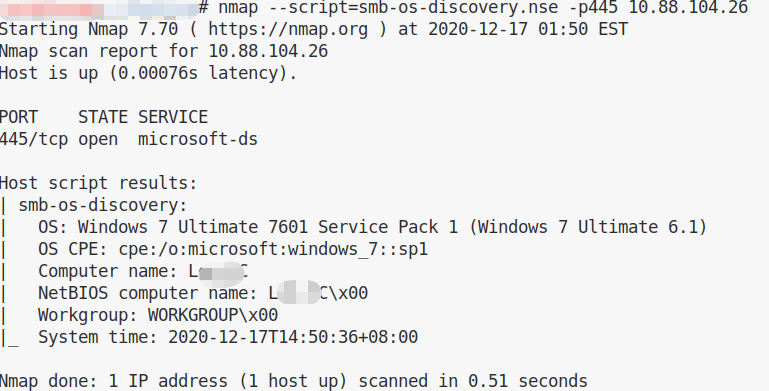 # nmap --script=smb-os-discovery.nse -p445 10.88.104.26
Starting Nmap 7.70 ( https://nmap.org ) at 2020-12-17 01:50 EST
Nmap scan report for 10.88.104.26
Host is up (0.00076s latency).
PORT    STATE SERVICE
445/tcp open  microsoft-ds
Host script results:
| smb-os-discovery:
|   OS: Windows 7 Ultimate 7601 Service Pack 1 (Windows 7 Ultimate 6.1)
|   OS CPE: cpe:/o:microsoft:windows_7::sp1
|   Computer name:
|   NetBIOS computer name:
|   Workgroup: WORKGROUP\x00
|_  System time: 2020-12-17T14:50:36+08:00
Nmap done: 1 IP address (1 host up) scanned in 0.51 seconds